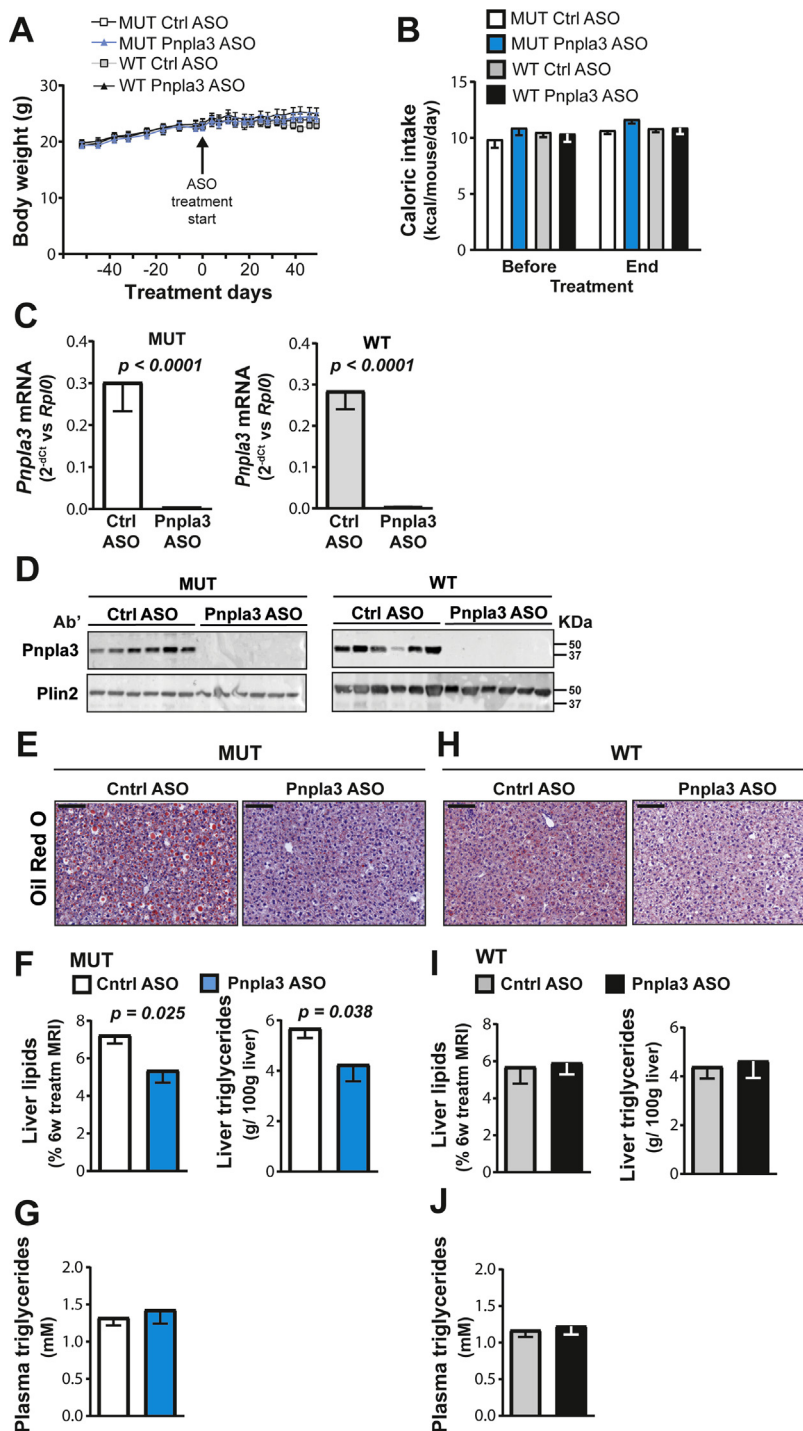 A
MUT Ctrl ASO
MUT Pnpla3 ASO
WT Ctrl ASO
WT Pnpla3 ASO
Body weight (g)
30
20
10
0
ASO
treatment
start
-40 -20 0 20 40
Treatment days
B
MUT Ctrl ASO
MUT Pnpla3 ASO
WT Ctrl ASO
WT Pnpla3 ASO
Caloric intake
(kcal/mouse/day)
15
10
5
0
Before End
Treatment
C
MUT
p < 0.0001
Pnpla3 mRNA
(2-dCt vs Rpl0)
0.4
0.3
0.2
0.1
0.0
Ctrl Pnpla3
ASO ASO
WT
p < 0.0001
Pnpla3 mRNA
(2-dCt vs Rpl0)
0.4
0.3
0.2
0.1
0.0
Ctrl Pnpla3
ASO ASO
D
MUT WT
Ab' Ctrl ASO Pnpla3 ASO Ctrl ASO Pnpla3 ASO KDa
Pnpla3 50
37
Plin2 50
37
E MUT H WT
Cntrl ASO Pnpla3 ASO Cntrl ASO Pnpla3 ASO
Oil Red O
F MUT
Cntrl ASO Pnpla3 ASO
p = 0.025
Liver lipids
(% 6w treatm MRI)
8
6
4
2
0
p = 0.038
Liver triglycerides
(g/ 100g liver)
6
4
2
0
I WT
Cntrl ASO Pnpla3 ASO
Liver lipids
(% 6w treatm MRI)
8
6
4
2
0
Liver triglycerides
(g/ 100g liver)
6
4
2
0
G
Plasma triglycerides
(mM)
2.0
1.5
1.0
0.5
0.0
J
Plasma triglycerides
(mM)
2.0
1.5
1.0
0.5
0.0